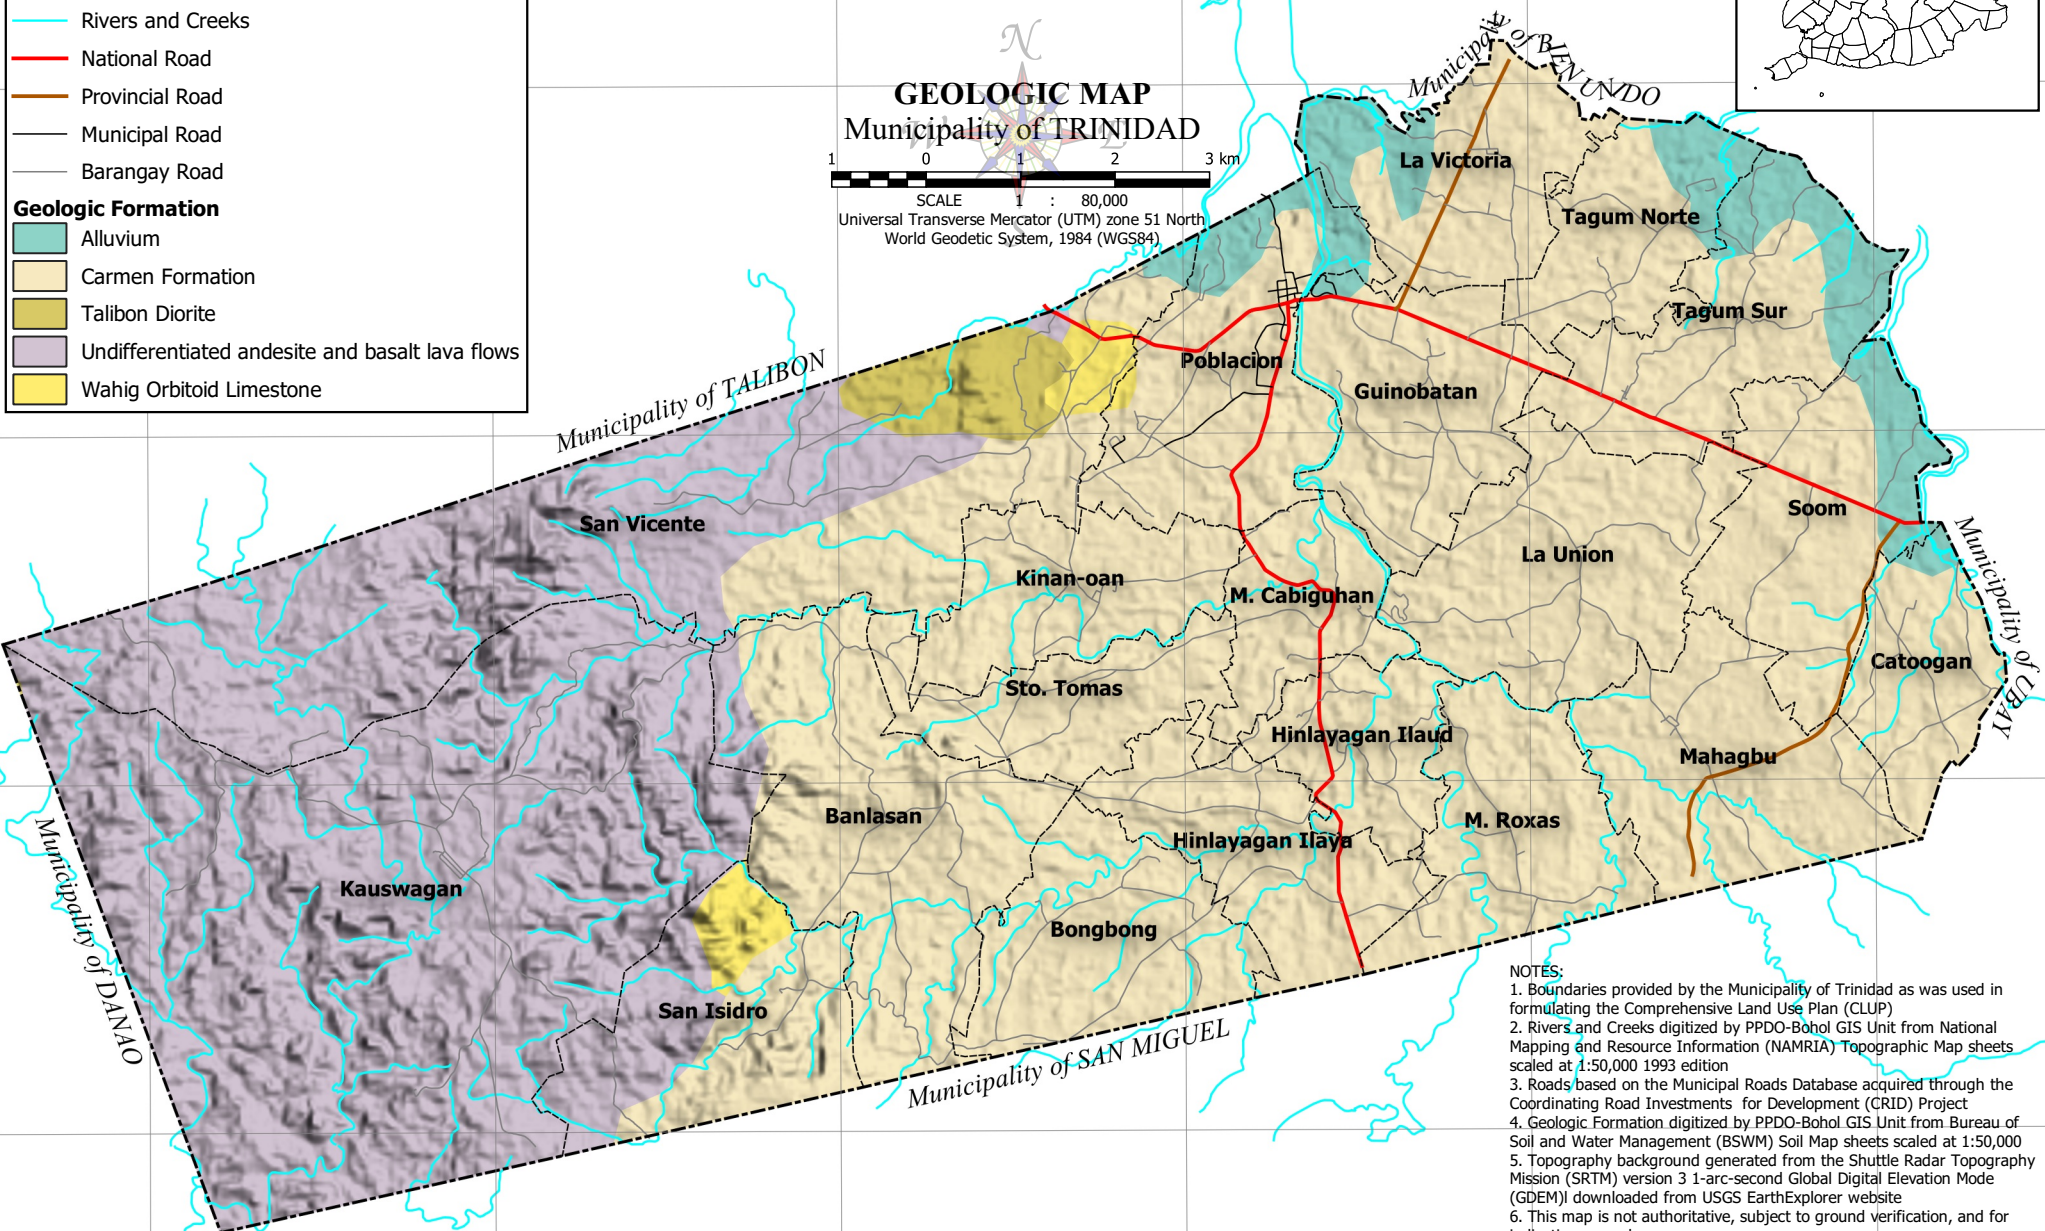 Rivers and Creeks
National Road
Provincial Road
Municipal Road
Barangay Road
Geologic Formation
Alluvium
Carmen Formation
Talibon Diorite
Undifferentiated andesite and basalt lava flows
Wahig Orbitoid Limestone
N
W
E
GEOLOGIC MAP
Municipality of TRINIDAD
1 0 1 2 3 km
SCALE 1 : 80,000
Universal Transverse Mercator (UTM) zone 51 North
World Geodetic System, 1984 (WGS84)
Municipality of BIEN UNIDO
La Victoria
Tagum Norte
Tagum Sur
Poblacion
Guinobatan
Municipality of TALIBON
San Vicente
Soom
La Union
Kinan-oan
M. Cabiguhan
Municipality of UBAY
Catoogan
Sto. Tomas
Hinlayagan Ilaud
Mahagbu
Banlasan
M. Roxas
Hinlayagan Ilaya
Kauswagan
Municipality of DANAO
Bongbong
San Isidro
Municipality of SAN MIGUEL
NOTES:
1. Boundaries provided by the Municipality of Trinidad as was used in
formulating the Comprehensive Land Use Plan (CLUP)
2. Rivers and Creeks digitized by PPDO-Bohol GIS Unit from National
Mapping and Resource Information (NAMRIA) Topographic Map sheets
scaled at 1:50,000 1993 edition
3. Roads based on the Municipal Roads Database acquired through the
Coordinating Road Investments for Development (CRID) Project
4. Geologic Formation digitized by PPDO-Bohol GIS Unit from Bureau of
Soil and Water Management (BSWM) Soil Map sheets scaled at 1:50,000
5. Topography background generated from the Shuttle Radar Topography
Mission (SRTM) version 3 1-arc-second Global Digital Elevation Mode
(GDEM)l downloaded from USGS EarthExplorer website
6. This map is not authoritative, subject to ground verification, and for